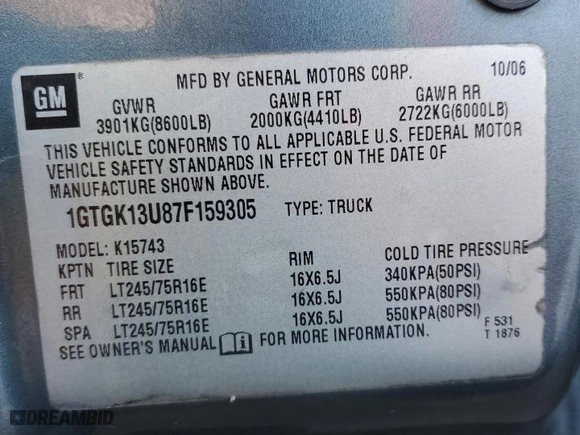 MFD BY GENERAL MOTORS CORP. 10/06
GM ®
GVWR GAWR FRT GAWR RR
3901KG(8600LB) 2000KG(4410LB) 2722KG(6000LB)
THIS VEHICLE CONFORMS TO ALL APPLICABLE U.S. FEDERAL MOTOR
VEHICLE SAFETY STANDARDS IN EFFECT ON THE DATE OF
MANUFACTURE SHOWN ABOVE.
1GTGK13U87F159305 TYPE: TRUCK
MODEL: K15743
KPTN TIRE SIZE RIM COLD TIRE PRESSURE
FRT LT245/75R16E 16X6.5J 340KPA(50PSI)
RR LT245/75R16E 16X6.5J 550KPA(80PSI)
SPA LT245/75R16E 16X6.5J 550KPA(80PSI)
SEE OWNER'S MANUAL i FOR MORE INFORMATION.
F 531
T 1876
DREAMBID